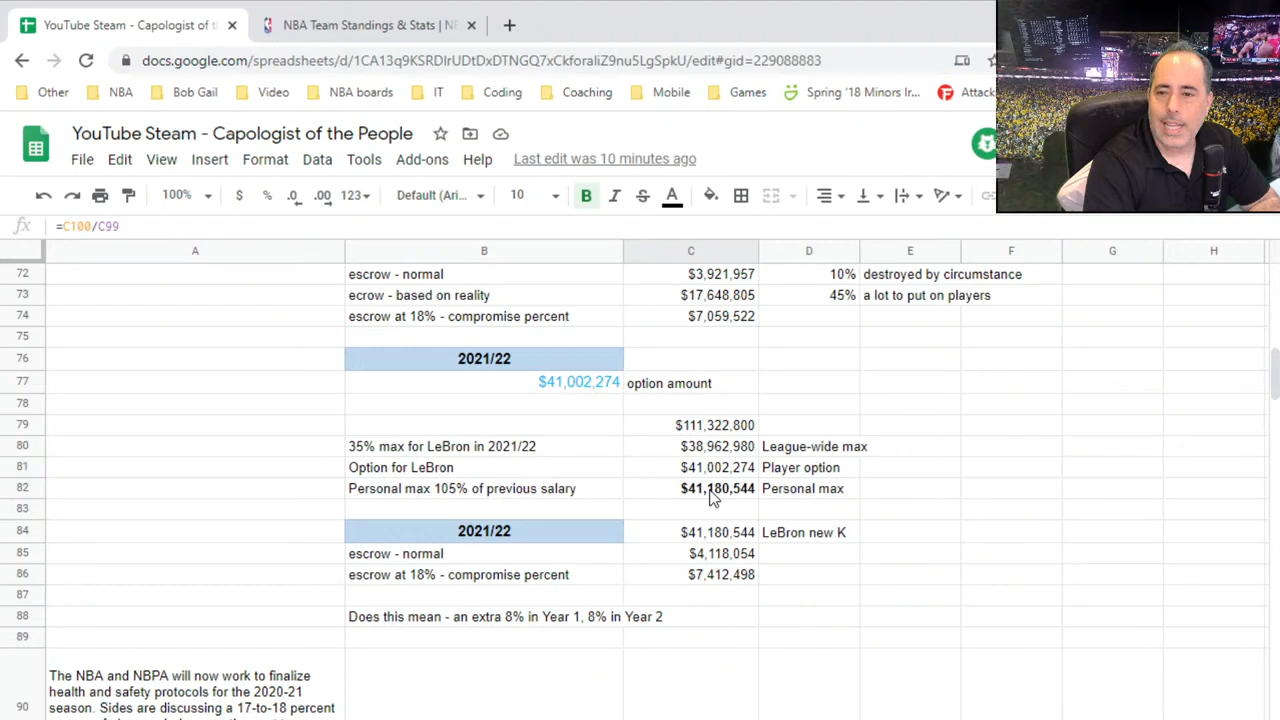 YouTube Steam - Capologist of t
NBA Team Standings & Stats | N
docs.google.com/spreadsheets/d/1CA13q9KSRDIrUDtDxDTNGQ7xCkforaliZ9nu5LgSpkU/edit#gid=229088883
Other NBA Bob Gail Video NBA boards IT Coding Coaching Mobile Games Spring '18 Minors Ir... Attack
YouTube Steam - Capologist of the People
File Edit View Insert Format Data Tools Add-ons Help Last edit was 10 minutes ago
100% $ % .0 .00 123 Default (Ari... 10 B I S A
fx =C100/C99
A B C D E F G H
72 escrow - normal $3,921,957 10% destroyed by circumstance
73 ecrow - based on reality $17,648,805 45% a lot to put on players
74 escrow at 18% - compromise percent $7,059,522
75
76 2021/22
77 $41,002,274 option amount
78
79 $111,322,800
80 35% max for LeBron in 2021/22 $38,962,980 League-wide max
81 Option for LeBron $41,002,274 Player option
82 Personal max 105% of previous salary $41,180,544 Personal max
83
84 2021/22 $41,180,544 LeBron new K
85 escrow - normal $4,118,054
86 escrow at 18% - compromise percent $7,412,498
87
88 Does this mean - an extra 8% in Year 1, 8% in Year 2
89
The NBA and NBPA will now work to finalize
health and safety protocols for the 2020-21
90 season. Sides are discussing a 17-to-18 percent